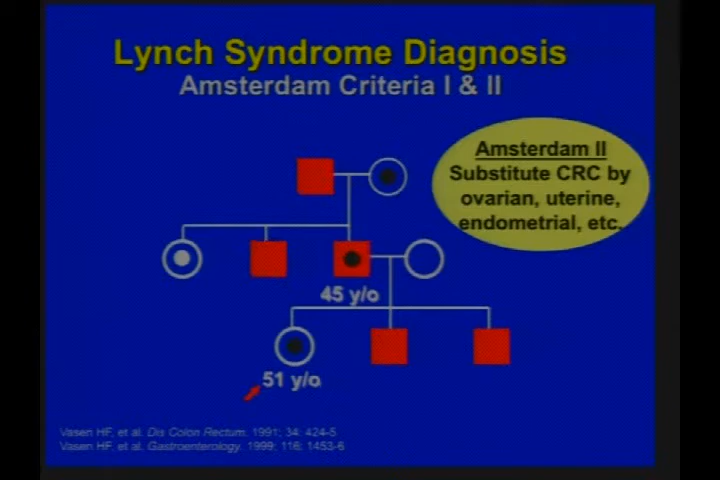 Lynch Syndrome Diagnosis
Amsterdam Criteria I & II
Amsterdam II
Substitute CRC by
ovarian, uterine,
endometrial, etc.
45 y/o
51 y/o
Vasen HF, et al. Dis Colon Rectum. 1991; 34: 424-5
Vasen HF, et al. Gastroenterology. 1999; 116: 1453-6